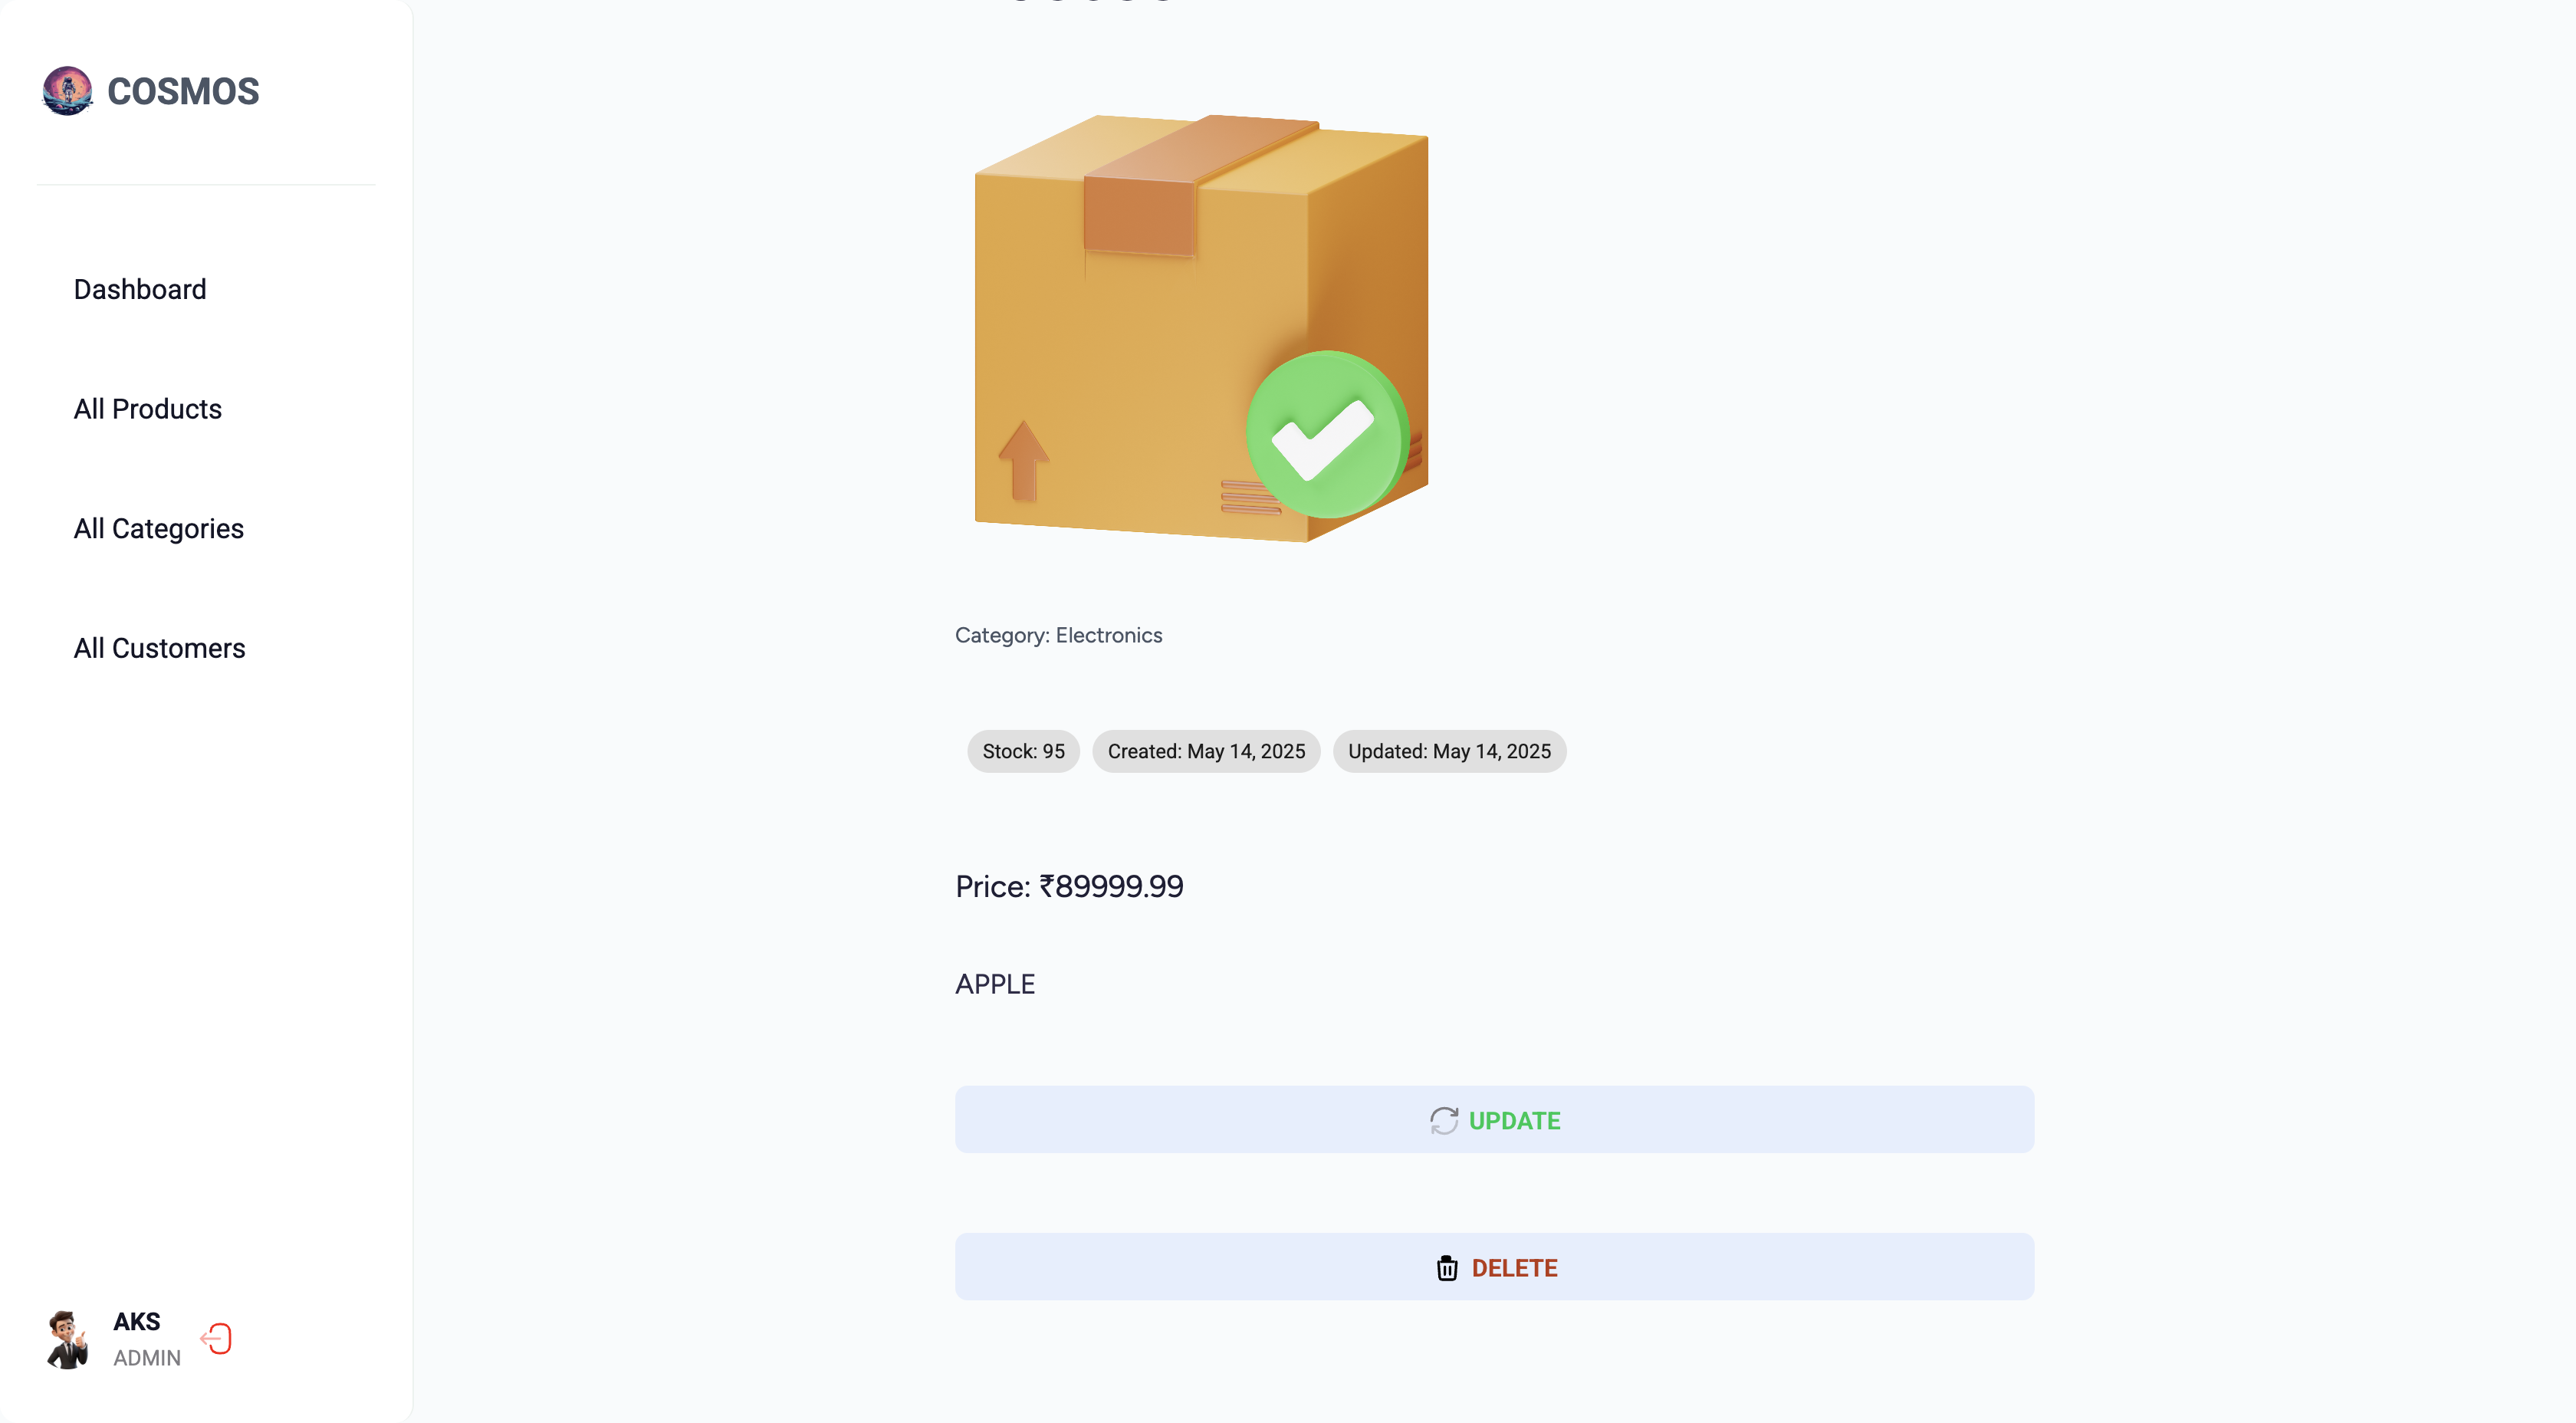 COSMOS
Dashboard
All Products
All Categories
All Customers
AKS
ADMIN
Category: Electronics
Stock: 95
Created: May 14, 2025
Updated: May 14, 2025
Price: ₹89999.99
APPLE
UPDATE
DELETE